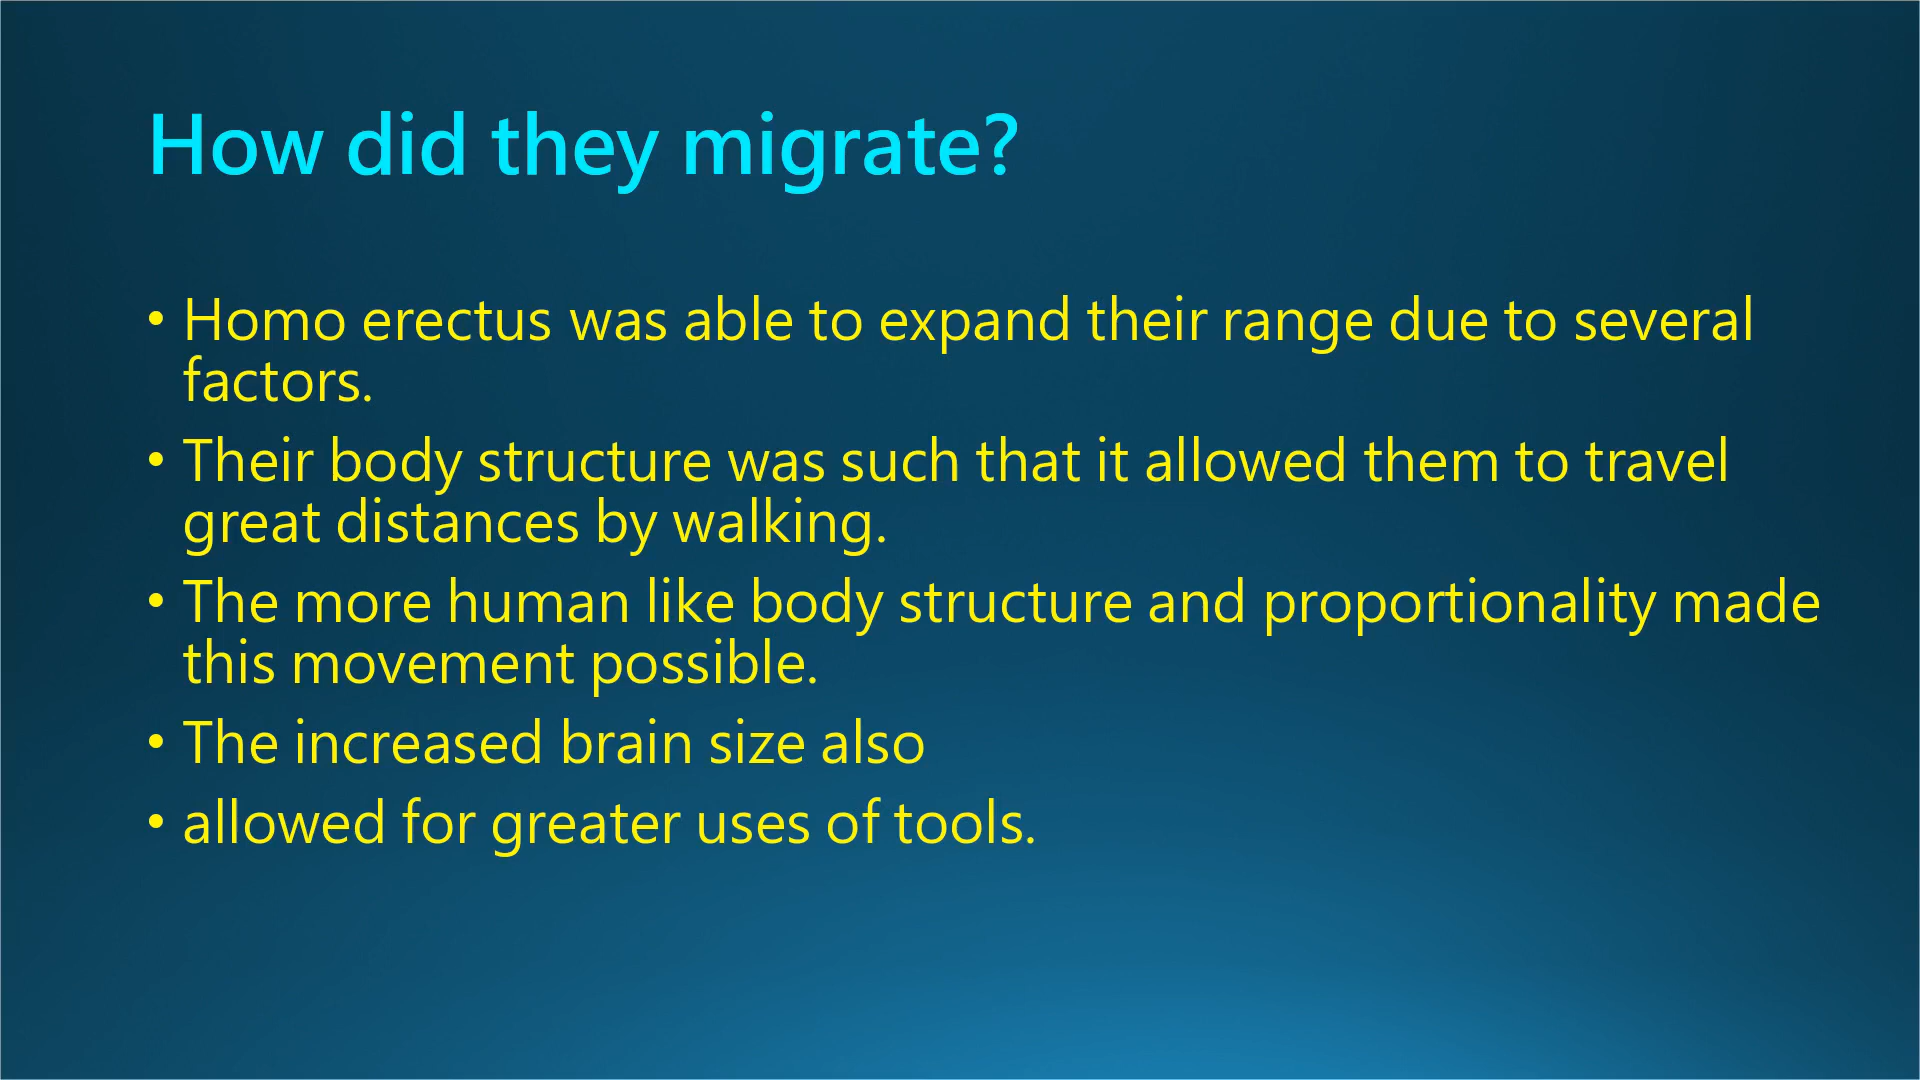 How did they migrate?
• Homo erectus was able to expand their range due to several
factors.
• Their body structure was such that it allowed them to travel
great distances by walking.
• The more human like body structure and proportionality made
this movement possible.
• The increased brain size also
• allowed for greater uses of tools.